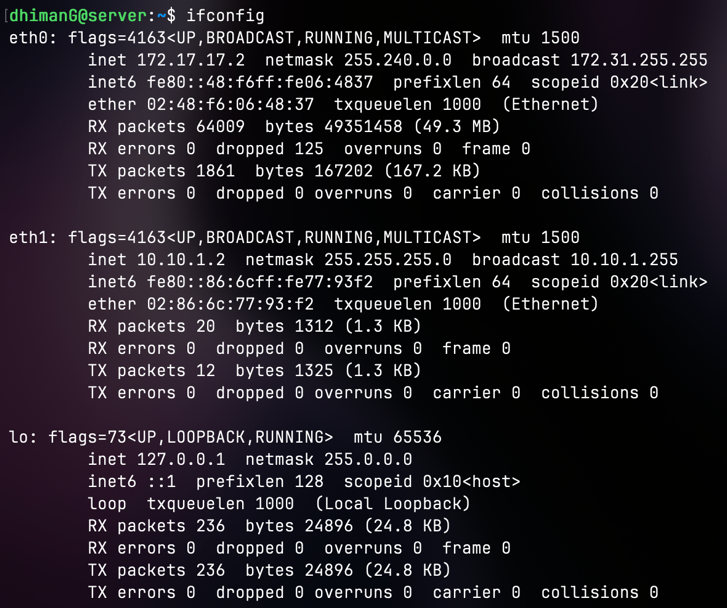 dhimanG@server:~$ ifconfig
eth0: flags=4163<UP,BROADCAST,RUNNING,MULTICAST>  mtu 1500
        inet 172.17.17.2  netmask 255.240.0.0  broadcast 172.31.255.255
        inet6 fe80::48:f6ff:fe06:4837  prefixlen 64  scopeid 0x20<link>
        ether 02:48:f6:06:48:37  txqueuelen 1000  (Ethernet)
        RX packets 64009  bytes 49351458 (49.3 MB)
        RX errors 0  dropped 125  overruns 0  frame 0
        TX packets 1861  bytes 167202 (167.2 KB)
        TX errors 0  dropped 0 overruns 0  carrier 0  collisions 0

eth1: flags=4163<UP,BROADCAST,RUNNING,MULTICAST>  mtu 1500
        inet 10.10.1.2  netmask 255.255.255.0  broadcast 10.10.1.255
        inet6 fe80::86:6cff:fe77:93f2  prefixlen 64  scopeid 0x20<link>
        ether 02:86:6c:77:93:f2  txqueuelen 1000  (Ethernet)
        RX packets 20  bytes 1312 (1.3 KB)
        RX errors 0  dropped 0  overruns 0  frame 0
        TX packets 12  bytes 1325 (1.3 KB)
        TX errors 0  dropped 0 overruns 0  carrier 0  collisions 0

lo: flags=73<UP,LOOPBACK,RUNNING>  mtu 65536
        inet 127.0.0.1  netmask 255.0.0.0
        inet6 ::1  prefixlen 128  scopeid 0x10<host>
        loop  txqueuelen 1000  (Local Loopback)
        RX packets 236  bytes 24896 (24.8 KB)
        RX errors 0  dropped 0  overruns 0  frame 0
        TX packets 236  bytes 24896 (24.8 KB)
        TX errors 0  dropped 0 overruns 0  carrier 0  collisions 0